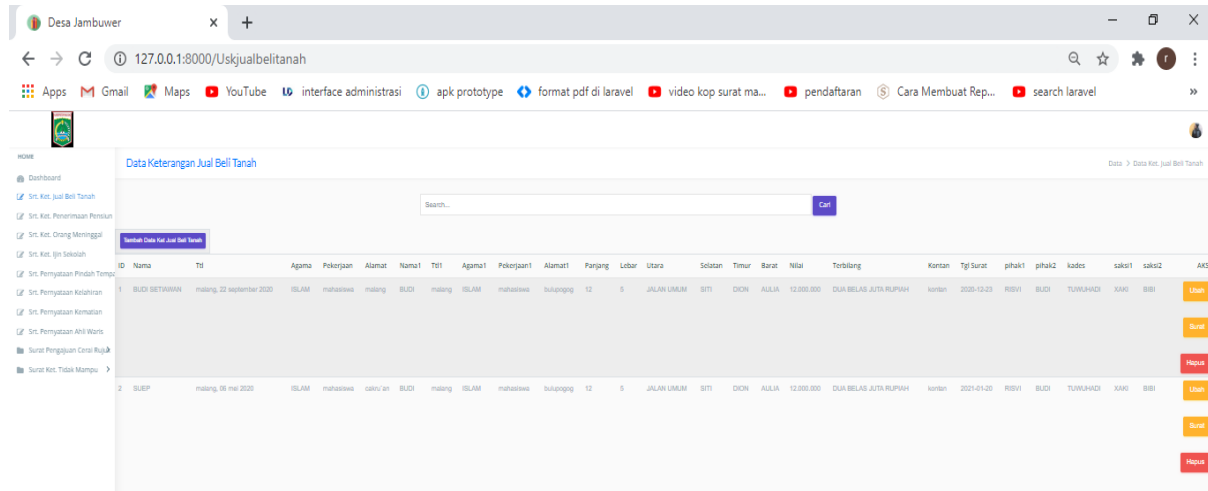 Desa Jambuwer
127.0.0.1:8000/Uskjualbelitanah
r
Apps Gmail Maps YouTube interface administrasi apk prototype format pdf di laravel video kop surat ma... pendaftaran Cara Membuat Rep... search laravel »
HOME
Dashboard
Srt. Ket. Jual Beli Tanah
Srt. Ket. Penerimaan Pensiun
Srt. Ket. Orang Meninggal
Srt. Ket. Ijin Sekolah
Srt. Pernyataan Pindah Tempa
Srt. Pernyataan Kelahiran
Srt. Pernyataan Kematian
Srt. Pernyataan Ahli Waris
Surat Pengajuan Cerai Rujuk
Surat Ket. Tidak Mampu
Data Keterangan Jual Beli Tanah
Data > Data Ket. Jual Beli Tanah
Search... Cari
Tambah Data Ket Jual Beli Tanah
ID Nama Ttl Agama Pekerjaan Alamat Nama1 Ttl1 Agama1 Pekerjaan1 Alamat1 Panjang Lebar Utara Selatan Timur Barat Nilai Terbilang Kontan Tgl Surat pihak1 pihak2 kades saksi1 saksi2 AKS
1 BUDI SETIAWAN malang, 22 september 2020 ISLAM mahasiswa malang BUDI malang ISLAM mahasiswa bulupogog 12 5 JALAN UMUM SITI DION AULIA 12.000.000 DUA BELAS JUTA RUPIAH kontan 2020-12-23 RISVI BUDI TUWUHADI XAKI BIBI Ubah
Surat
Hapus
2 SUEP malang, 06 mei 2020 ISLAM mahasiswa cakru'an BUDI malang ISLAM mahasiswa bulupogog 12 5 JALAN UMUM SITI DION AULIA 12.000.000 DUA BELAS JUTA RUPIAH kontan 2021-01-20 RISVI BUDI TUWUHADI XAKI BIBI Ubah
Surat
Hapus